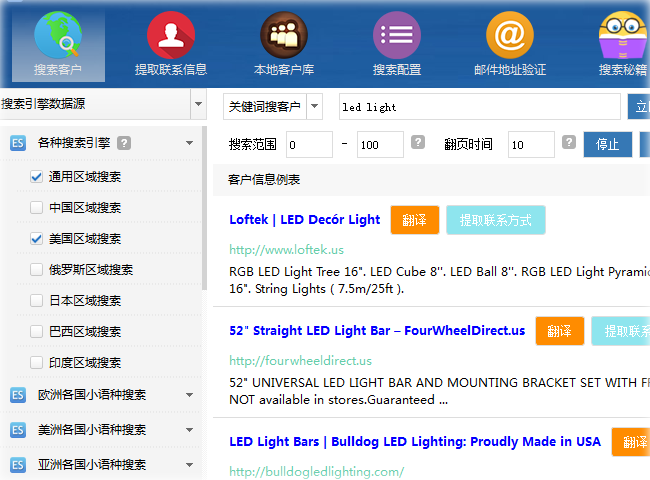 搜索客户
提取联系信息
本地客户库
搜索配置
邮件地址验证
搜索秘籍
搜索引擎数据源
关健词搜客户
led light
立
ES 各种搜索引擎 ?
搜索范围 0 - 100 ? 翻页时间 10 ? 停止
通用区域搜索
客户信息例表
中国区域搜索
Loftek | LED Decór Light 翻译 提取联系方式
美国区域搜索
http://www.loftek.us
俄罗斯区域搜索
RGB LED Light Tree 16". LED Cube 8''. LED Ball 8''. RGB LED Light Pyramid
16". String Lights ( 7.5m/25ft ).
日本区域搜索
巴西区域搜索
52" Straight LED Light Bar – FourWheelDirect.us 翻译 提取联系
印度区域搜索
http://fourwheeldirect.us
52" UNIVERSAL LED LIGHT BAR AND MOUNTING BRACKET SET WITH FR
ES 欧洲各国小语种搜索
NOT available in stores.Guaranteed ...
ES 美洲各国小语种搜索
LED Light Bars | Bulldog LED Lighting: Proudly Made in USA 翻译
ES 亚洲各国小语种搜索
http://bulldogledlighting.com/